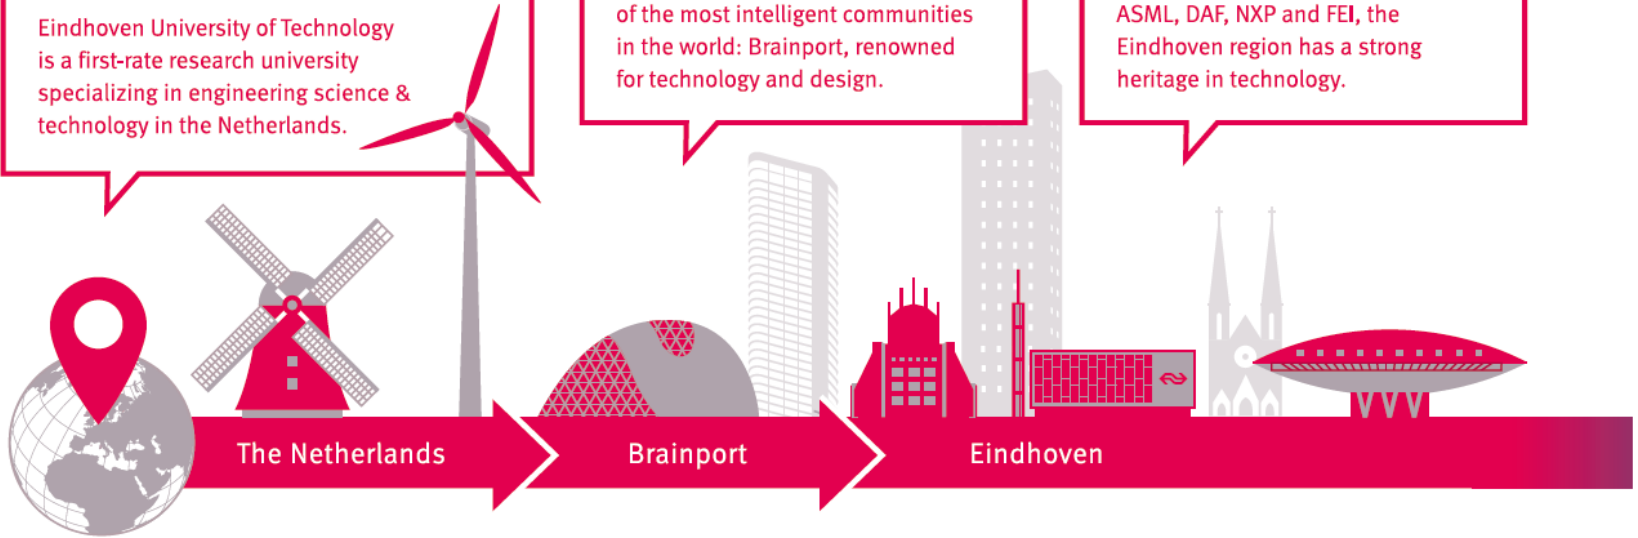 Eindhoven University of Technology
is a first-rate research university
specializing in engineering science &
technology in the Netherlands.
of the most intelligent communities
in the world: Brainport, renowned
for technology and design.
ASML, DAF, NXP and FEI, the
Eindhoven region has a strong
heritage in technology.
The Netherlands
Brainport
Eindhoven